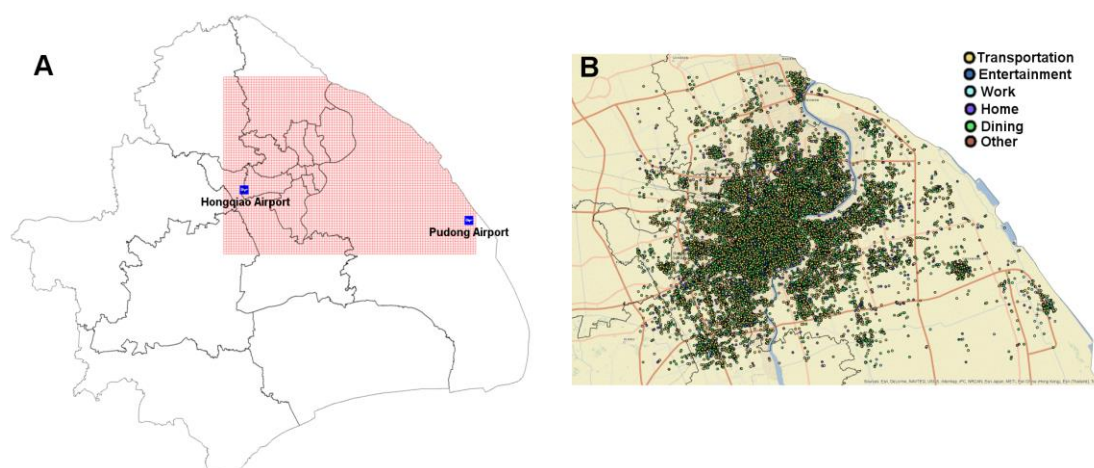 A
Hongqiao Airport
Pudong Airport
B
Transportation
Entertainment
Work
Home
Dining
Other